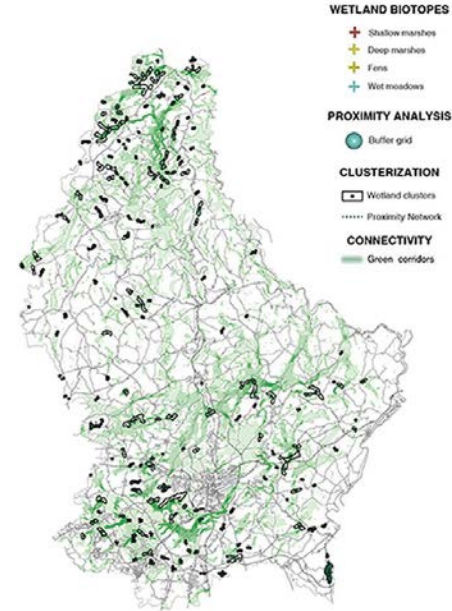 WETLAND BIOTOPES
Shallow marshes
Deep marshes
Fens
Wet meadows
PROXIMITY ANALYSIS
Buffer grid
CLUSTERIZATION
Wetland clusters
Proximity Network
CONNECTIVITY
Green corridors